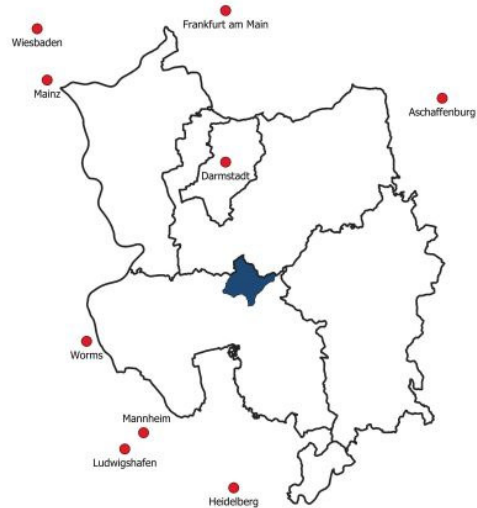 Frankfurt am Main
Wiesbaden
Mainz
Aschaffenburg
Darmstadt
Worms
Mannheim
Ludwigshafen
Heidelberg